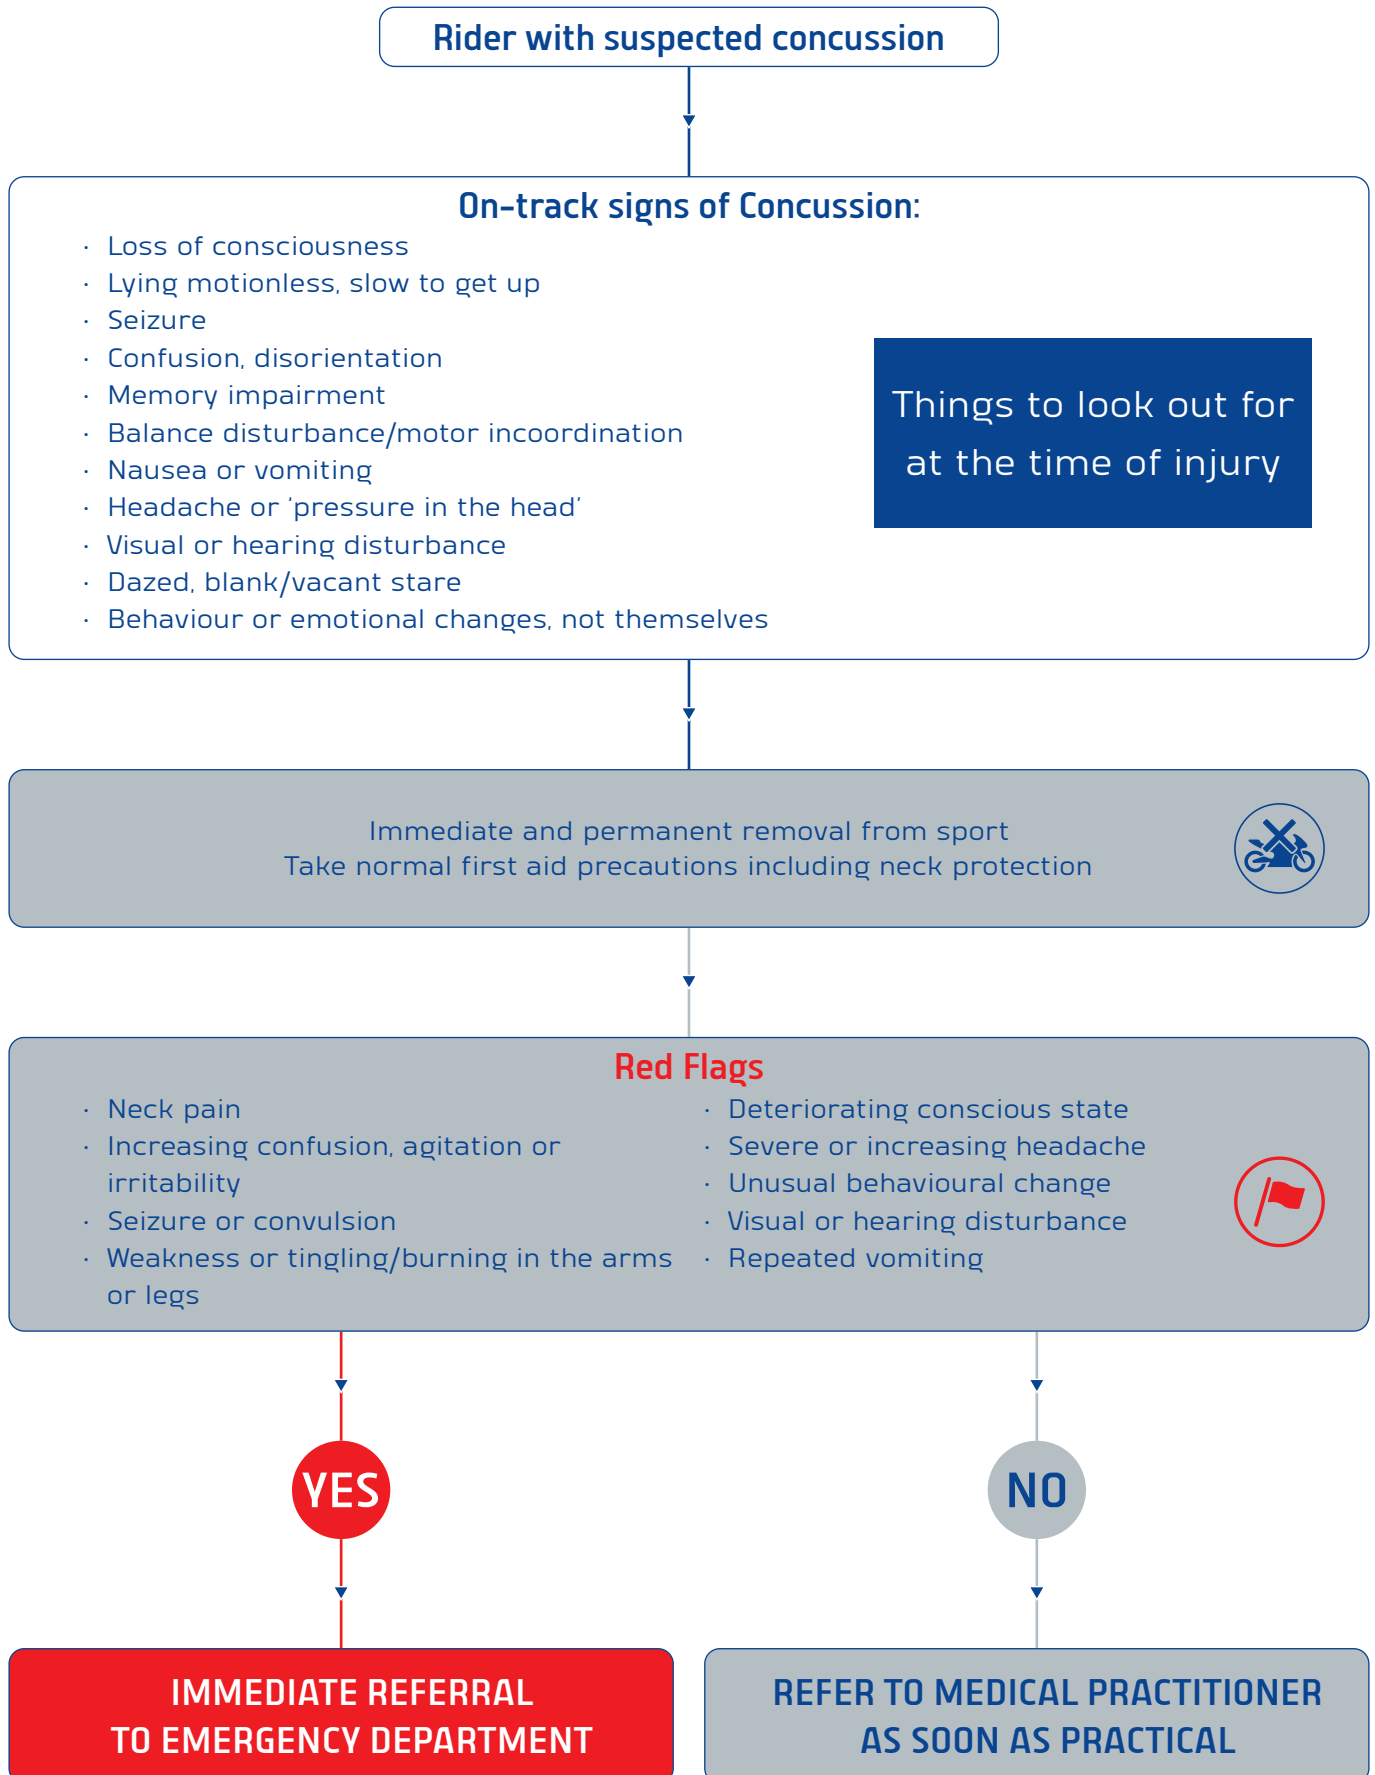 Rider with suspected concussion
On-track signs of Concussion:
· Loss of consciousness
· Lying motionless, slow to get up
· Seizure
· Confusion, disorientation
· Memory impairment
· Balance disturbance/motor incoordination
· Nausea or vomiting
· Headache or ‘pressure in the head’
· Visual or hearing disturbance
· Dazed, blank/vacant stare
· Behaviour or emotional changes, not themselves
Things to look out for
at the time of injury
Immediate and permanent removal from sport
Take normal first aid precautions including neck protection
Red Flags
· Neck pain
· Increasing confusion, agitation or
irritability
· Seizure or convulsion
· Weakness or tingling/burning in the arms
or legs
· Deteriorating conscious state
· Severe or increasing headache
· Unusual behavioural change
· Visual or hearing disturbance
· Repeated vomiting
YES
NO
IMMEDIATE REFERRAL
TO EMERGENCY DEPARTMENT
REFER TO MEDICAL PRACTITIONER
AS SOON AS PRACTICAL